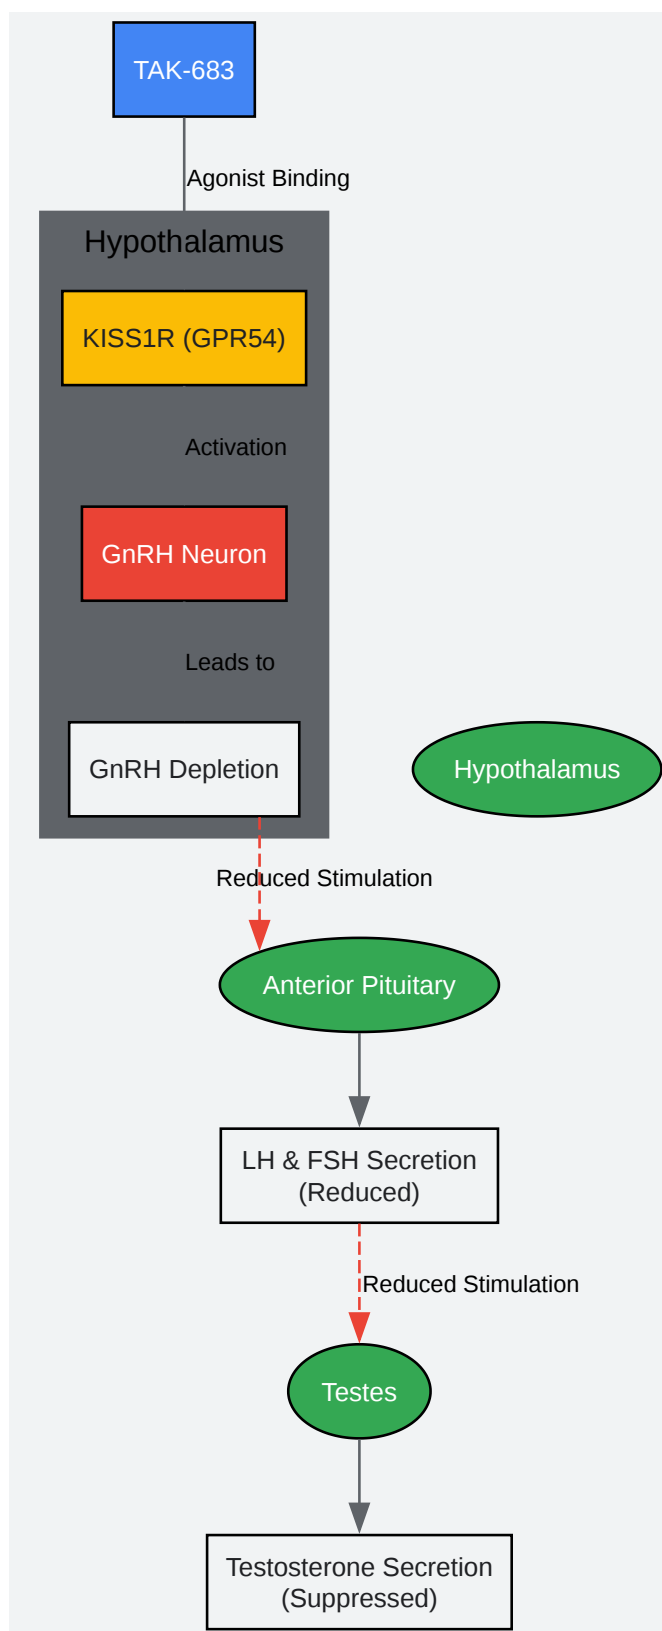 TAK-683
Agonist Binding
Hypothalamus
KISS1R (GPR54)
Activation
GnRH Neuron
Leads to
GnRH Depletion
Hypothalamus
Reduced Stimulation
Anterior Pituitary
LH & FSH Secretion
(Reduced)
Reduced Stimulation
Testes
Testosterone Secretion
(Suppressed)